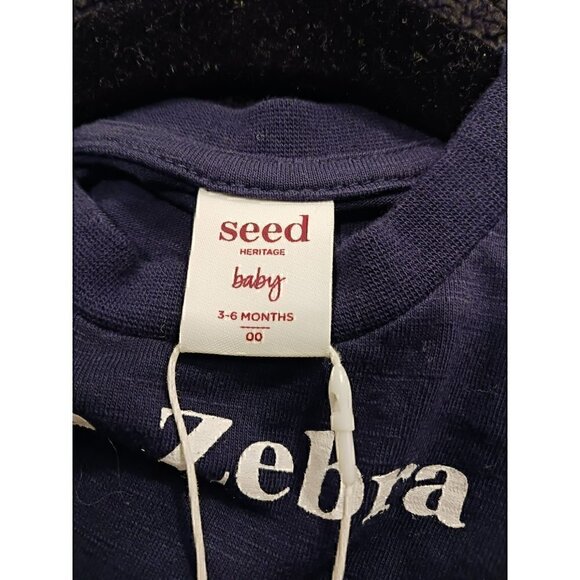 seed
HERITAGE
baby
3-6 MONTHS
00
Zebra